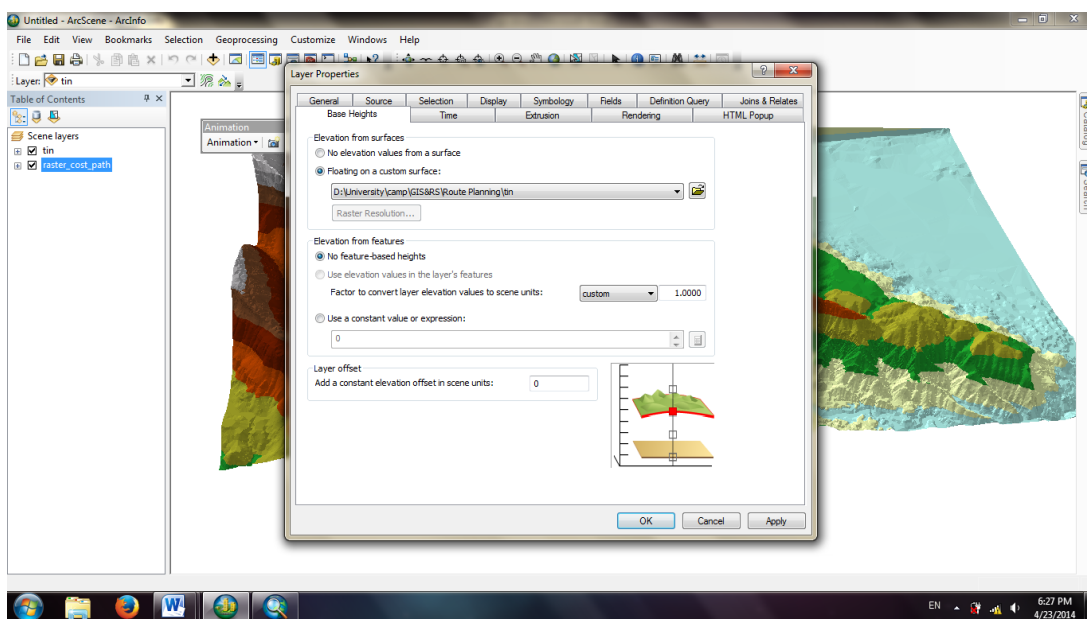 Untitled - ArcScene - ArcInfo
File Edit View Bookmarks Selection Geoprocessing Customize Windows Help
Layer: tin
Table of Contents
Scene layers
tin
raster_cost_path
Animation
Animation
Layer Properties
General Source Selection Display Symbology Fields Definition Query Joins & Relates
Base Heights Time Extrusion Rendering HTML Popup
Elevation from surfaces
No elevation values from a surface
Floating on a custom surface:
D:\University\camp\GIS&RS\Route Planning\tin
Raster Resolution...
Elevation from features
No feature-based heights
Use elevation values in the layer's features
Factor to convert layer elevation values to scene units: custom 1.0000
Use a constant value or expression:
0
Layer offset
Add a constant elevation offset in scene units: 0
OK Cancel Apply
Catalog
Search
EN
6:27 PM
4/23/2014